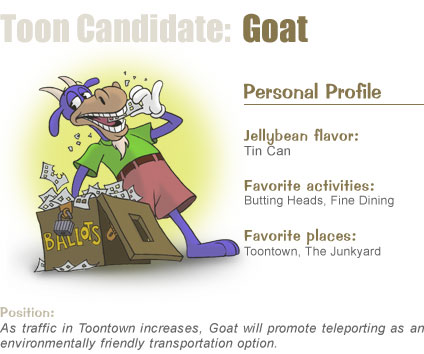 Toon Candidate: Goat
Personal Profile
Jellybean flavor:
Tin Can
Favorite activities:
Butting Heads, Fine Dining
Favorite places:
Toontown, The Junkyard
BALLOTS
Position:
As traffic in Toontown increases, Goat will promote teleporting as an
environmentally friendly transportation option.